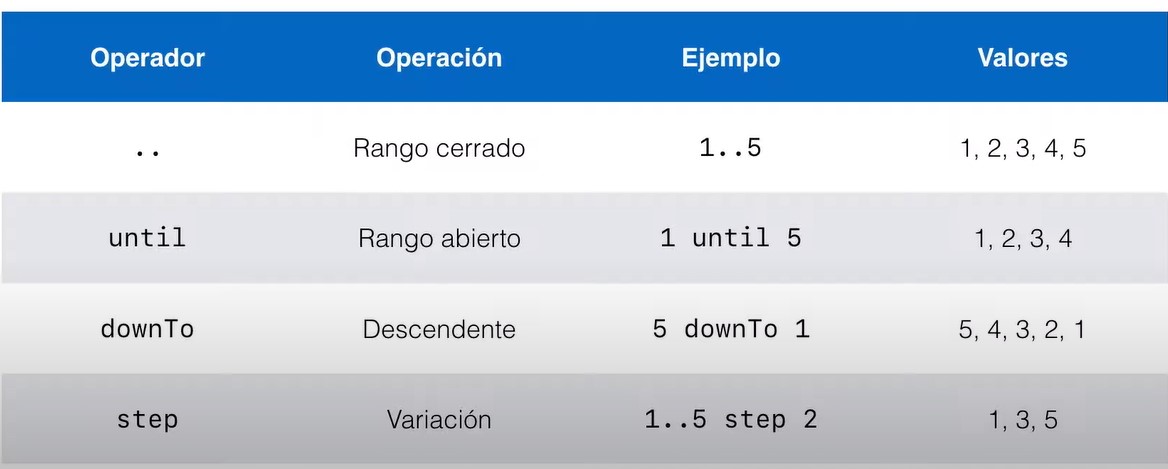 Operador Operación Ejemplo Valores
.. Rango cerrado 1..5 1, 2, 3, 4, 5
until Rango abierto 1 until 5 1, 2, 3, 4
downTo Descendente 5 downTo 1 5, 4, 3, 2, 1
step Variación 1..5 step 2 1, 3, 5